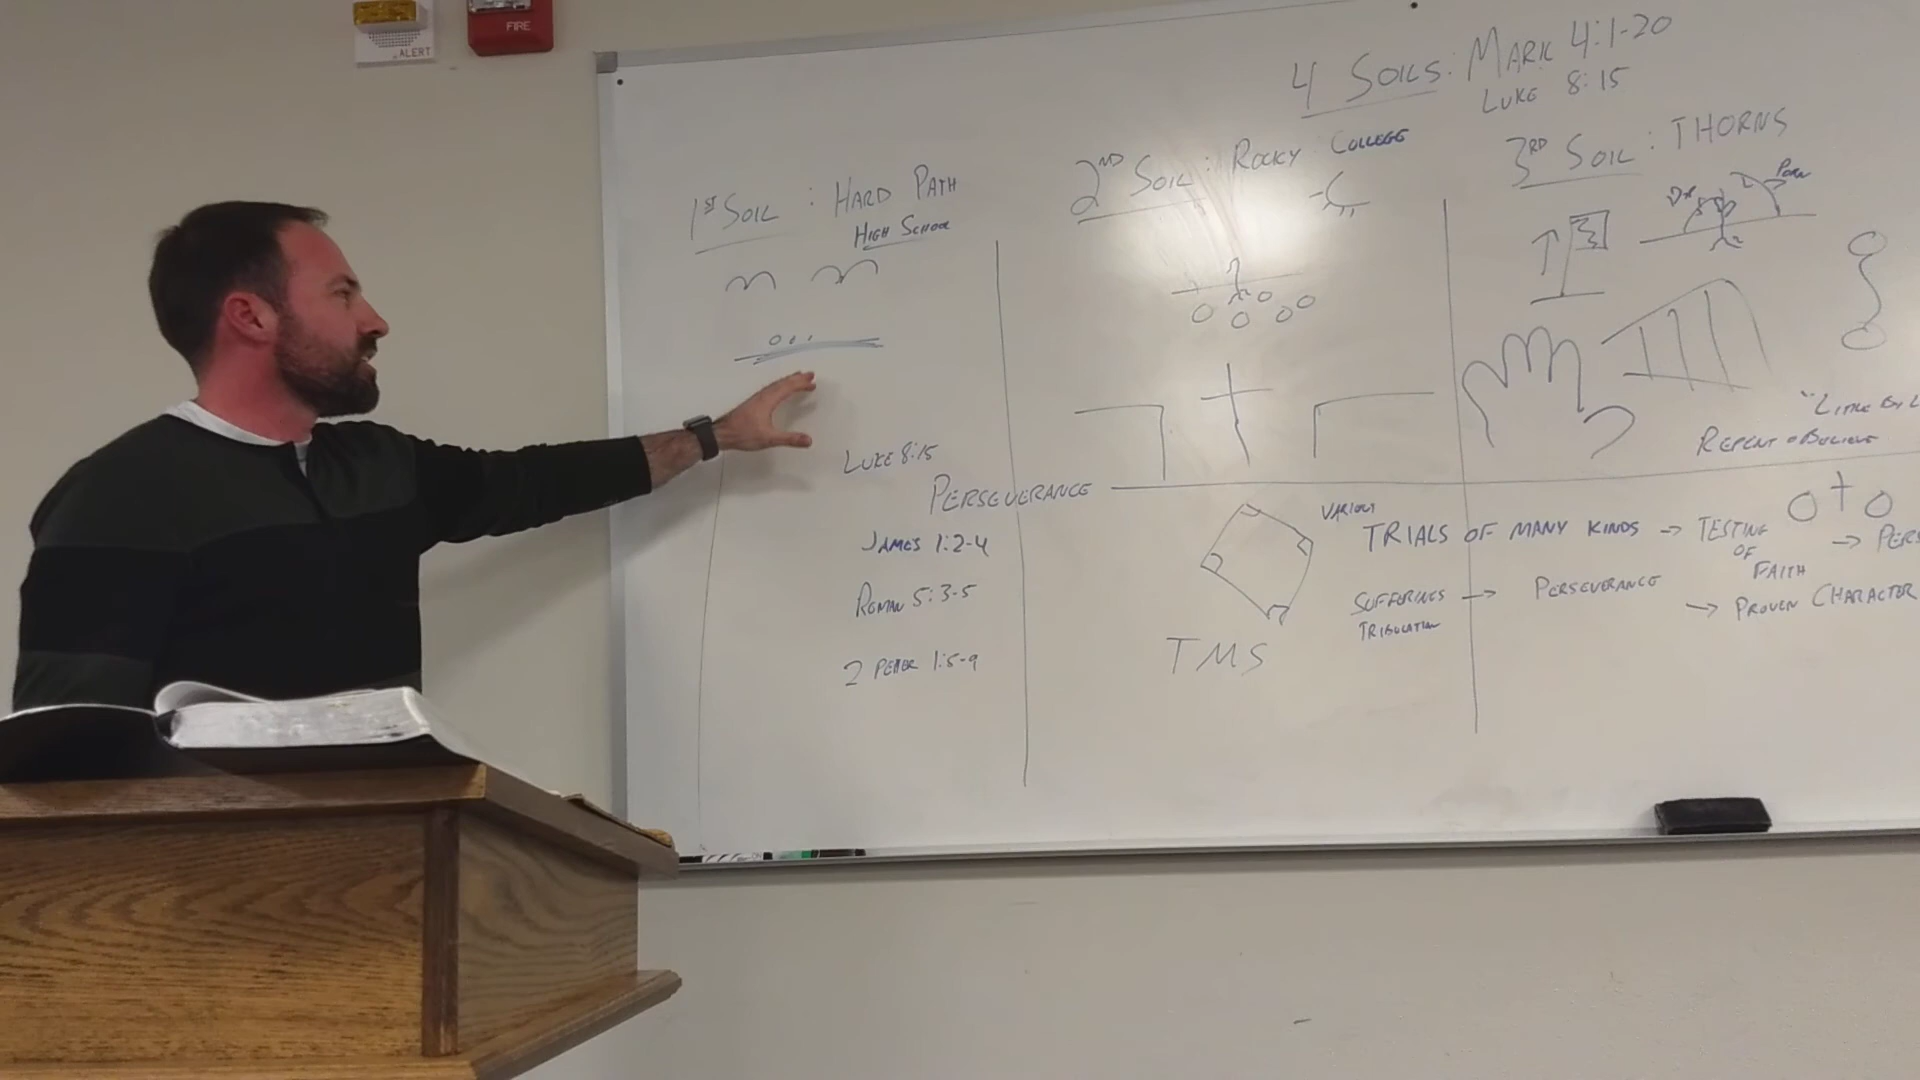 ALERT
FIRE
4 SOILS: MARK 4:1-20
LUKE 8:15
1ST SOIL : HARD PATH
HIGH SCHOOL
2ND SOIL : ROCKY COLLEGE
3RD SOIL : THORNS
LUKE 8:15
PERSEVERANCE
JAMES 1:2-4
ROMAN 5:3-5
2 PETER 1:5-9
REPENT
VARIOUS
TRIALS OF MANY KINDS → TESTING OF FAITH → PERS
SUFFERINGS → PERSEVERANCE → PROVEN CHARACTER
TRIBULATION
TMS